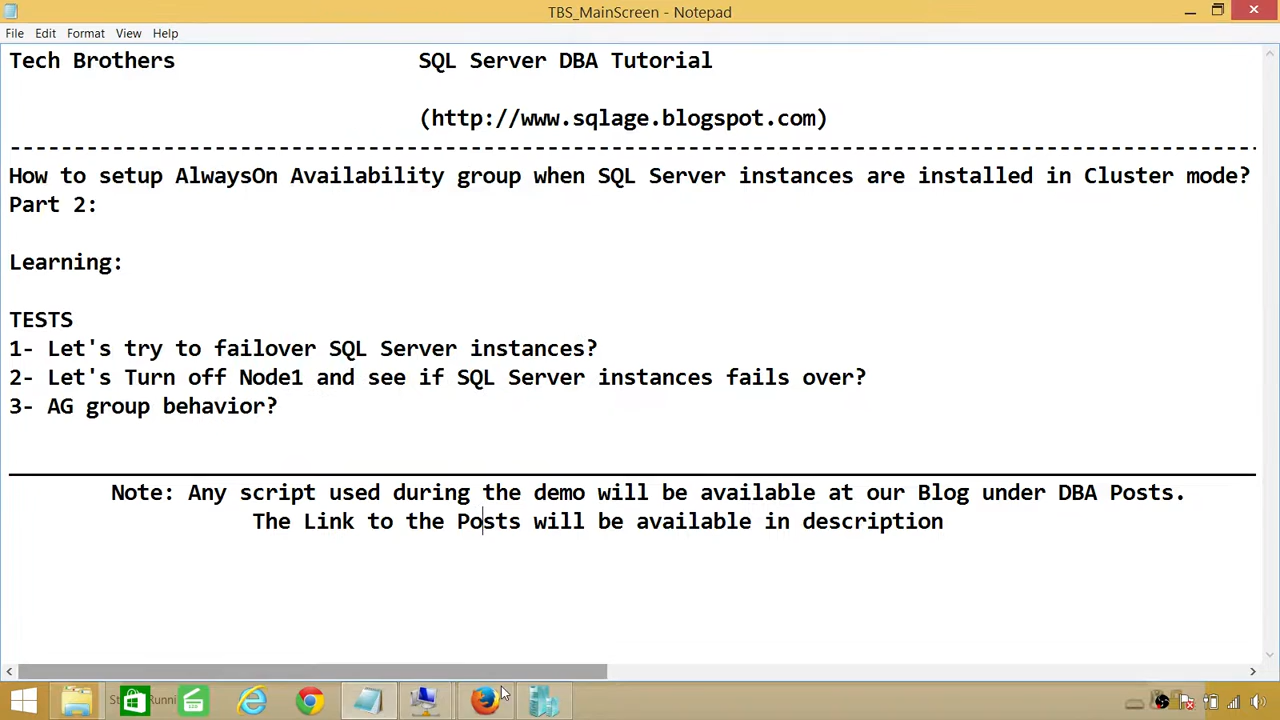 TBS_MainScreen - Notepad
File Edit Format View Help
Tech Brothers SQL Server DBA Tutorial
(http://www.sqlage.blogspot.com)
How to setup AlwaysOn Availability group when SQL Server instances are installed in Cluster mode?
Part 2:
Learning:
TESTS
1- Let's try to failover SQL Server instances?
2- Let's Turn off Node1 and see if SQL Server instances fails over?
3- AG group behavior?
Note: Any script used during the demo will be available at our Blog under DBA Posts.
The Link to the Posts will be available in description